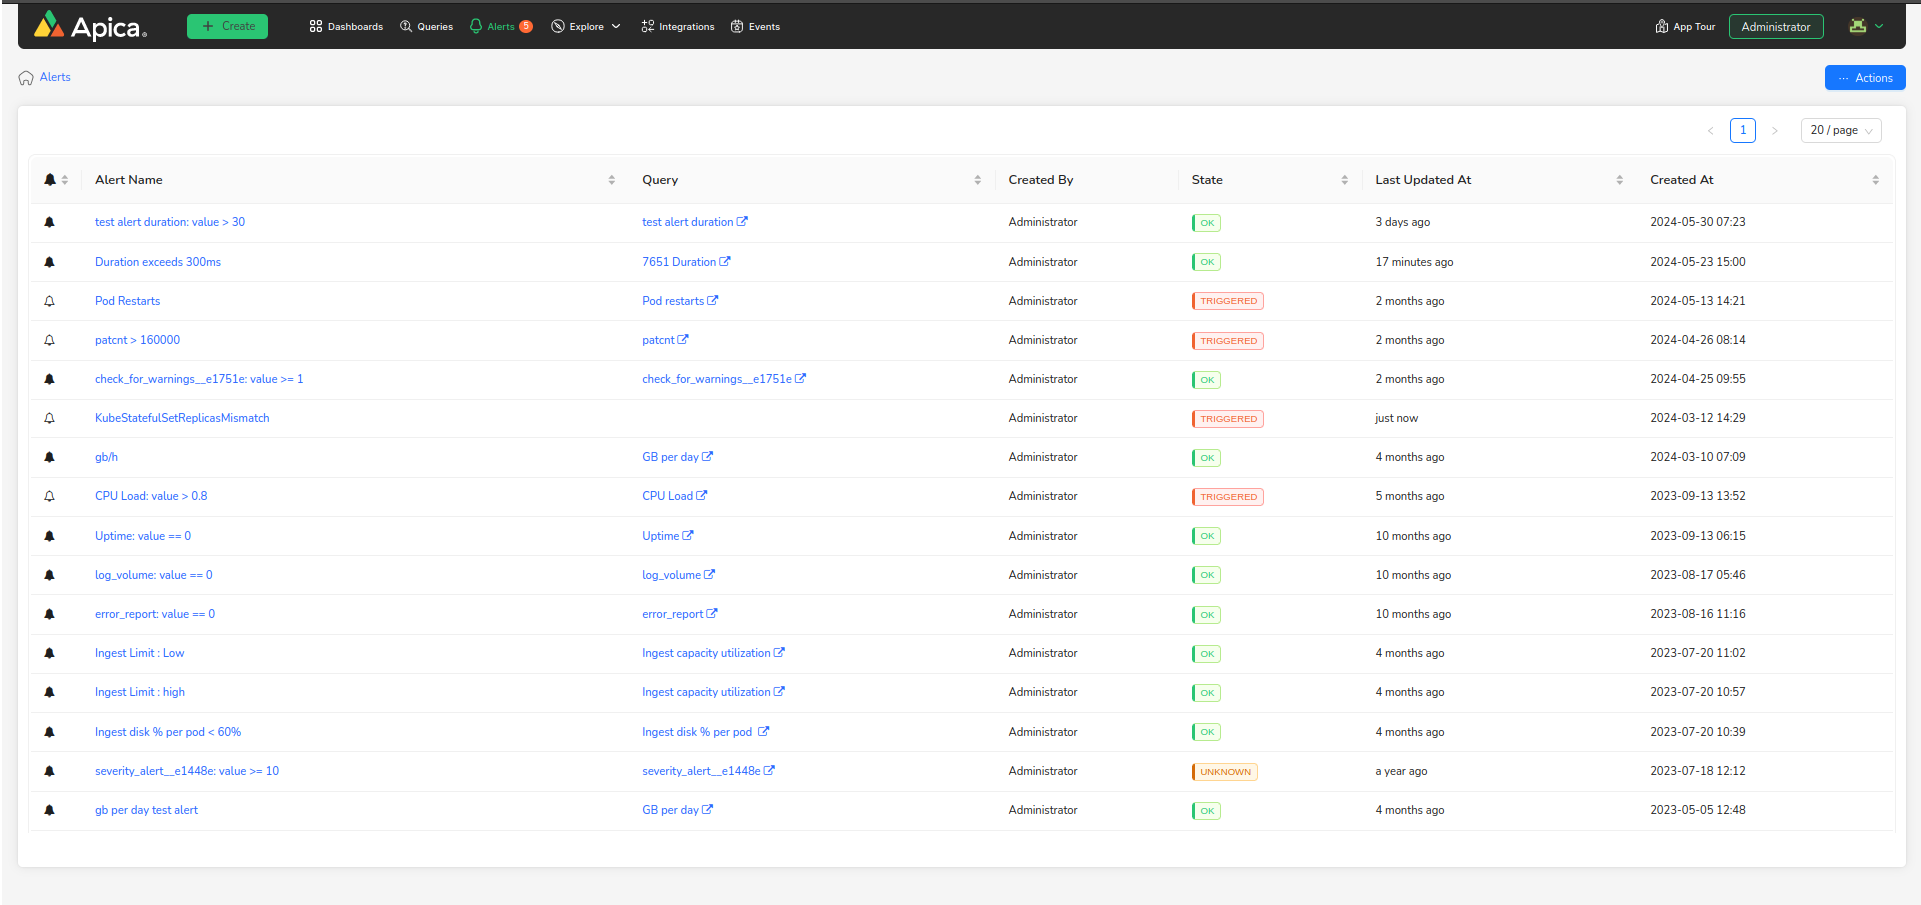 Apica
+ Create
Dashboards
Queries
Alerts 5
Explore
Integrations
Events
App Tour
Administrator
Alerts
··· Actions
< 1 > 20 / page
Alert Name Query Created By State Last Updated At Created At
test alert duration: value > 30 test alert duration Administrator OK 3 days ago 2024-05-30 07:23
Duration exceeds 300ms 7651 Duration Administrator OK 17 minutes ago 2024-05-23 15:00
Pod Restarts Pod restarts Administrator TRIGGERED 2 months ago 2024-05-13 14:21
patcnt > 160000 patcnt Administrator TRIGGERED 2 months ago 2024-04-26 08:14
check_for_warnings__e1751e: value >= 1 check_for_warnings__e1751e Administrator OK 2 months ago 2024-04-25 09:55
KubeStatefulSetReplicasMismatch Administrator TRIGGERED just now 2024-03-12 14:29
gb/h GB per day Administrator OK 4 months ago 2024-03-10 07:09
CPU Load: value > 0.8 CPU Load Administrator TRIGGERED 5 months ago 2023-09-13 13:52
Uptime: value == 0 Uptime Administrator OK 10 months ago 2023-09-13 06:15
log_volume: value == 0 log_volume Administrator OK 10 months ago 2023-08-17 05:46
error_report: value == 0 error_report Administrator OK 10 months ago 2023-08-16 11:16
Ingest Limit : Low Ingest capacity utilization Administrator OK 4 months ago 2023-07-20 11:02
Ingest Limit : high Ingest capacity utilization Administrator OK 4 months ago 2023-07-20 10:57
Ingest disk % per pod < 60% Ingest disk % per pod Administrator OK 4 months ago 2023-07-20 10:39
severity_alert__e1448e: value >= 10 severity_alert__e1448e Administrator UNKNOWN a year ago 2023-07-18 12:12
gb per day test alert GB per day Administrator OK 4 months ago 2023-05-05 12:48